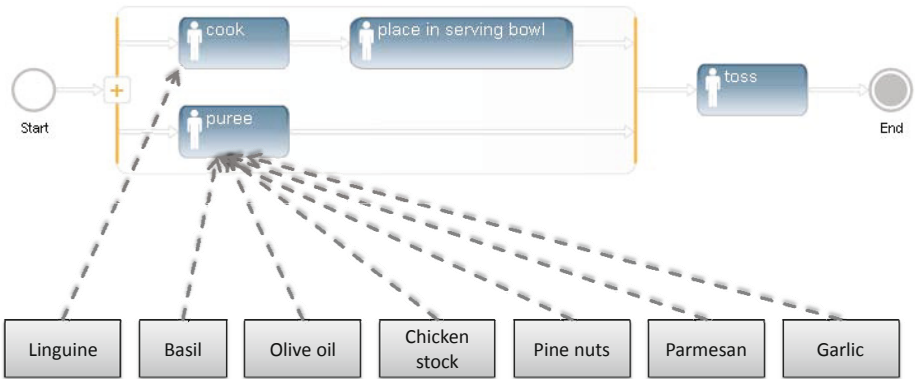 cook
place in serving bowl
+
toss
Start
puree
End
Linguine
Basil
Olive oil
Chicken
stock
Pine nuts
Parmesan
Garlic